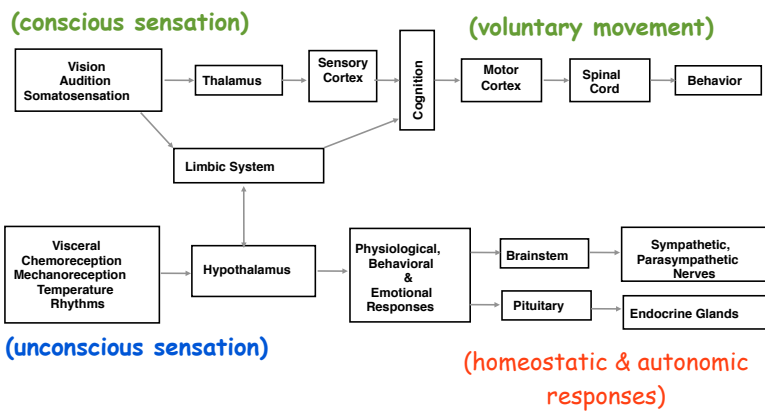 (conscious sensation)
(voluntary movement)
Vision
Audition
Somatosensation
Thalamus
Sensory
Cortex
Cognition
Motor
Cortex
Spinal
Cord
Behavior
Limbic System
Visceral
Chemoreception
Mechanoreception
Temperature
Rhythms
Hypothalamus
Physiological,
Behavioral
&
Emotional
Responses
Brainstem
Sympathetic,
Parasympathetic
Nerves
Pituitary
Endocrine Glands
(unconscious sensation)
(homeostatic & autonomic
responses)